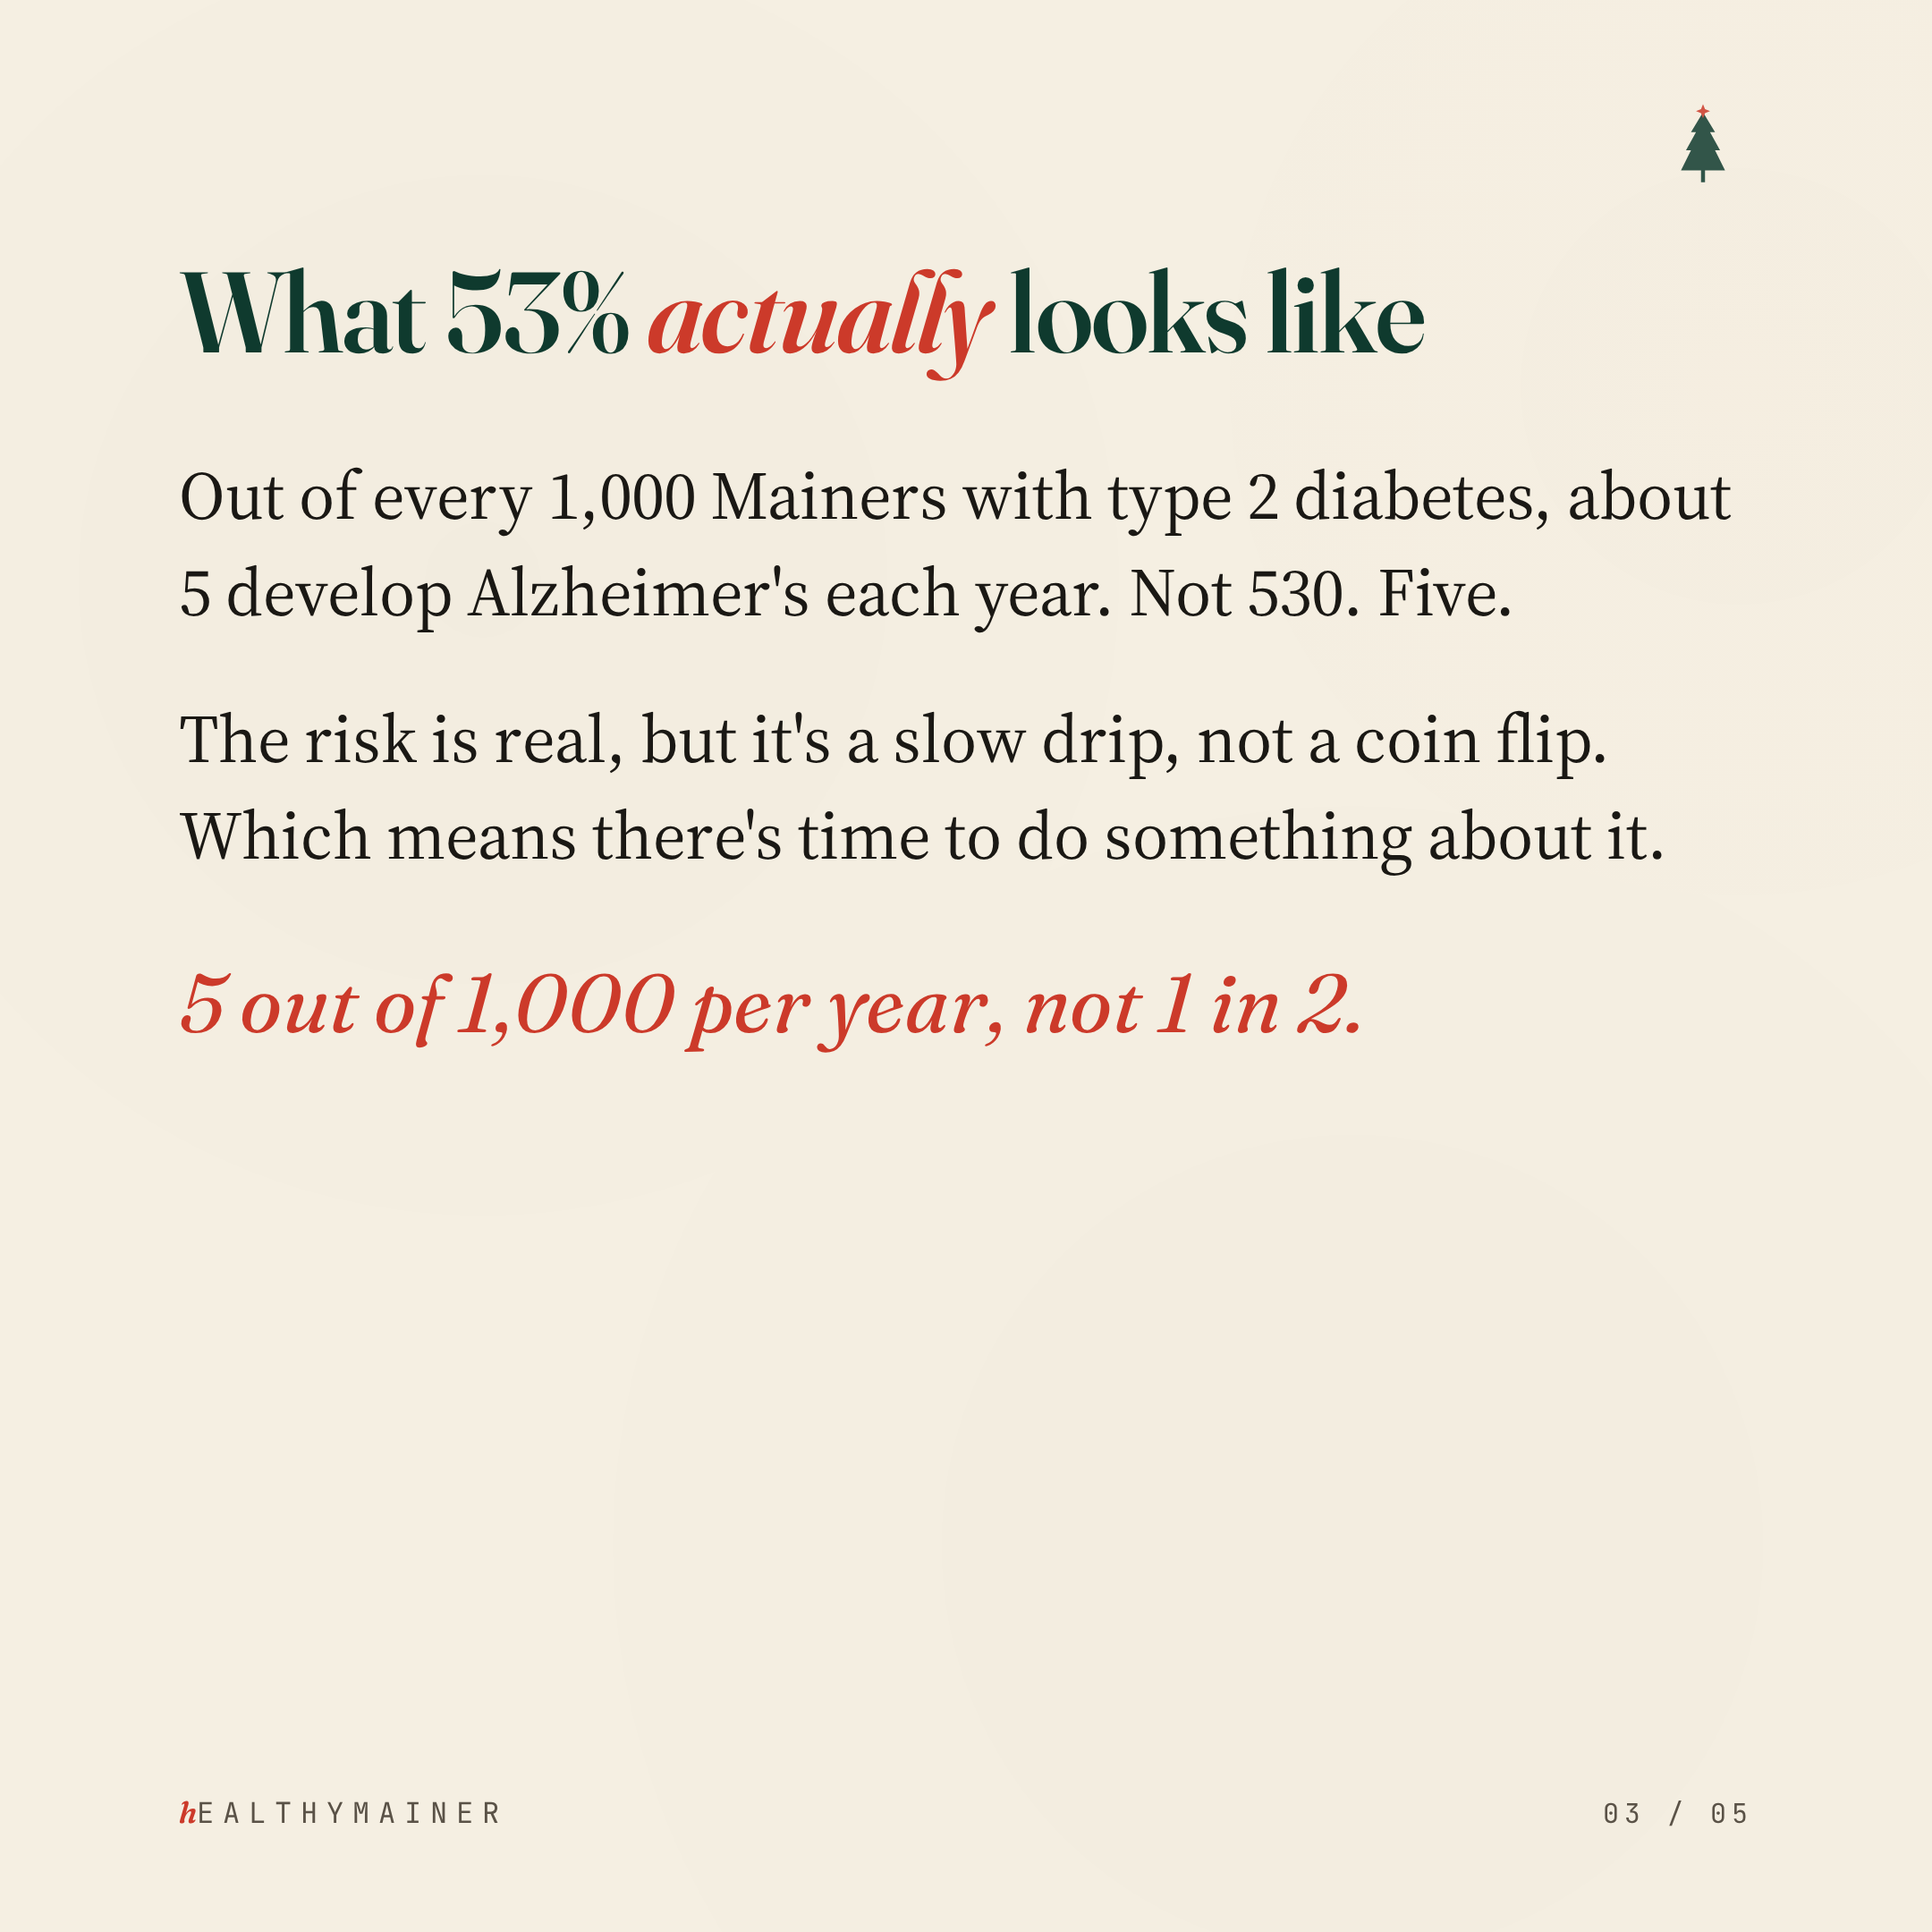 What 53% actually looks like
Out of every 1,000 Mainers with type 2 diabetes, about
5 develop Alzheimer's each year. Not 530. Five.
The risk is real, but it's a slow drip, not a coin flip.
Which means there's time to do something about it.
5 out of 1,000 per year, not 1 in 2.
hEALTHYMAINER
03 / 05